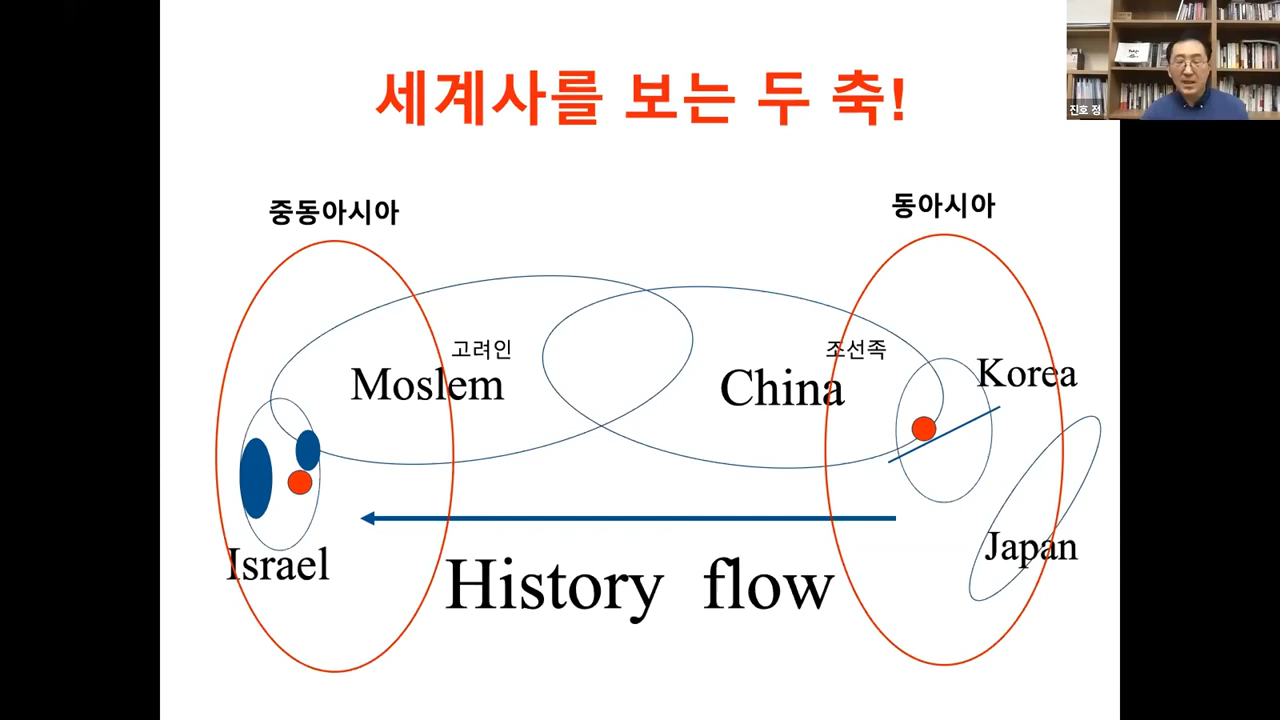 세계사를 보는 두 축!
진호 정
중동아시아
동아시아
고려인
조선족
Moslem
China
Korea
Israel
Japan
History flow